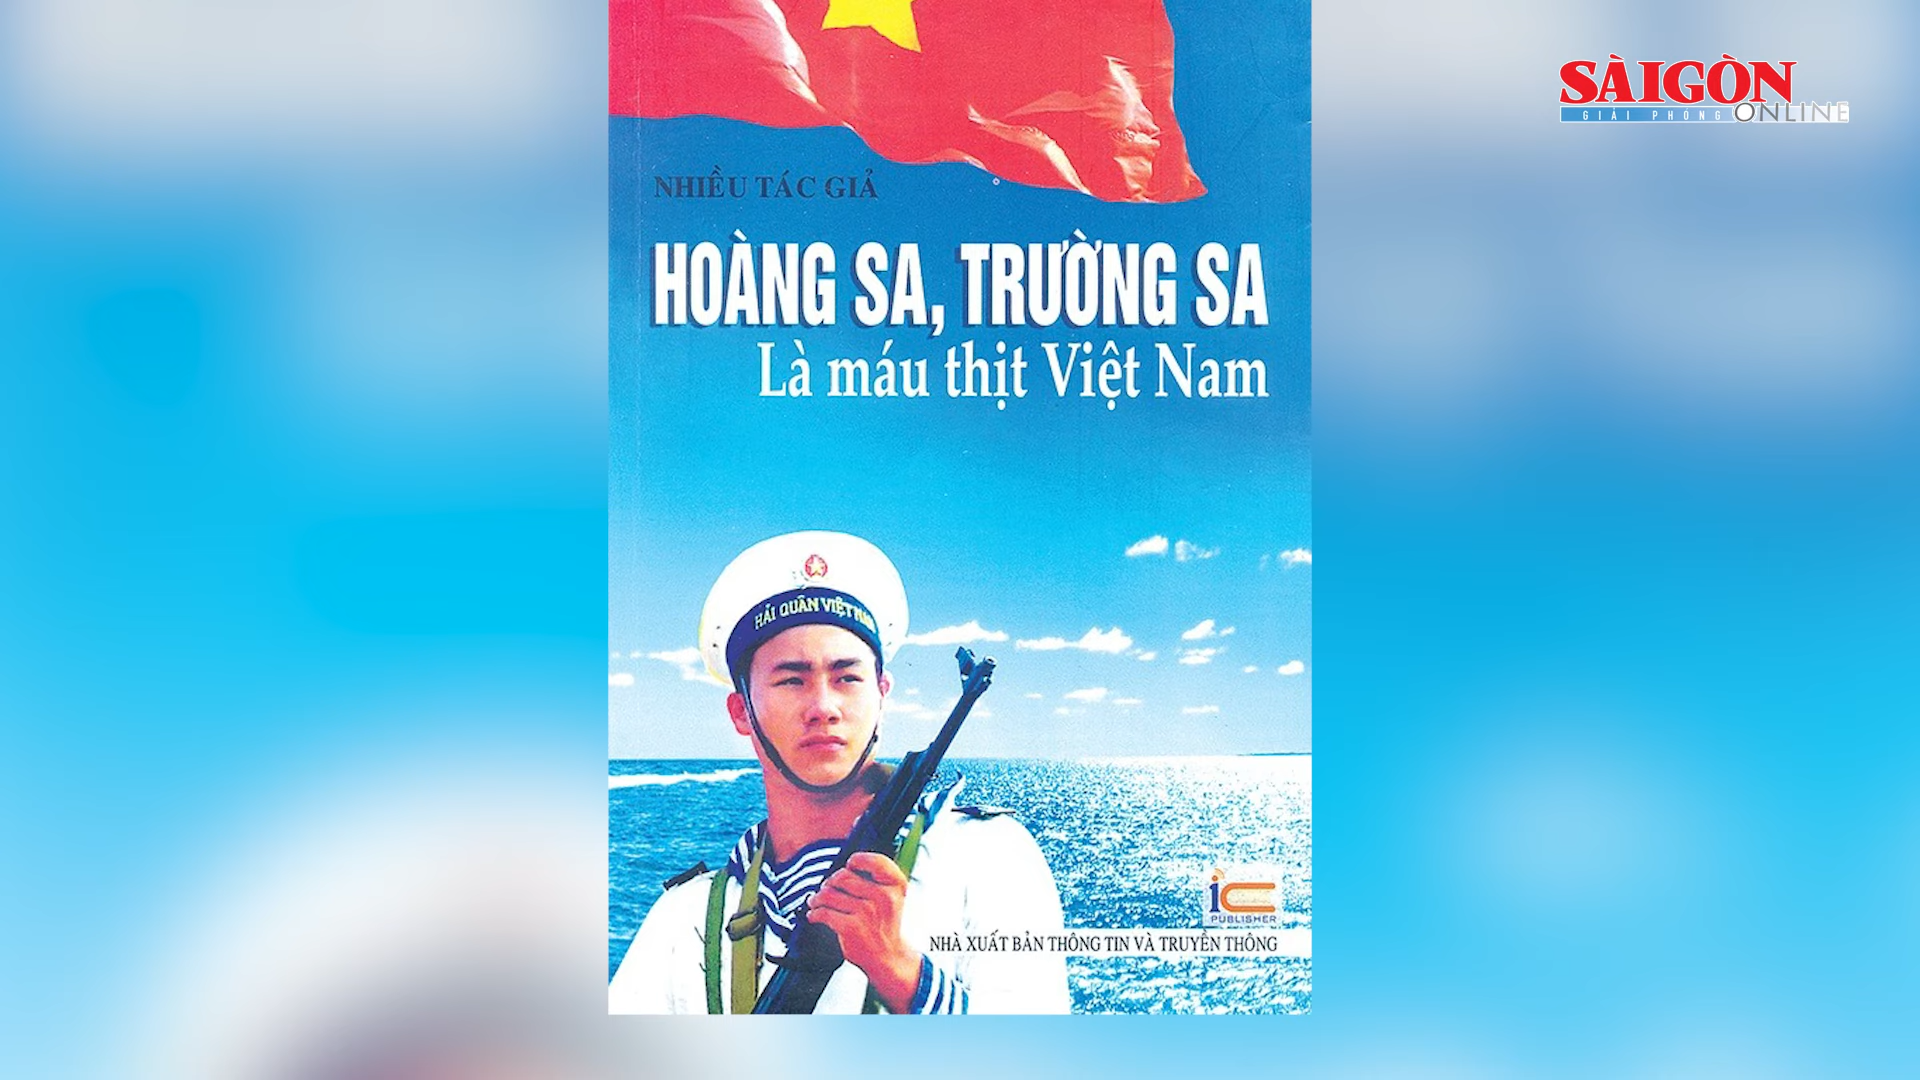 SÀIGÒN
GIẢI PHÓNG ONLINE
NHIỀU TÁC GIẢ
HOÀNG SA, TRƯỜNG SA
Là máu thịt Việt Nam
HẢI QUÂN VIỆT NAM
iC
PUBLISHER
NHÀ XUẤT BẢN THÔNG TIN VÀ TRUYỀN THÔNG